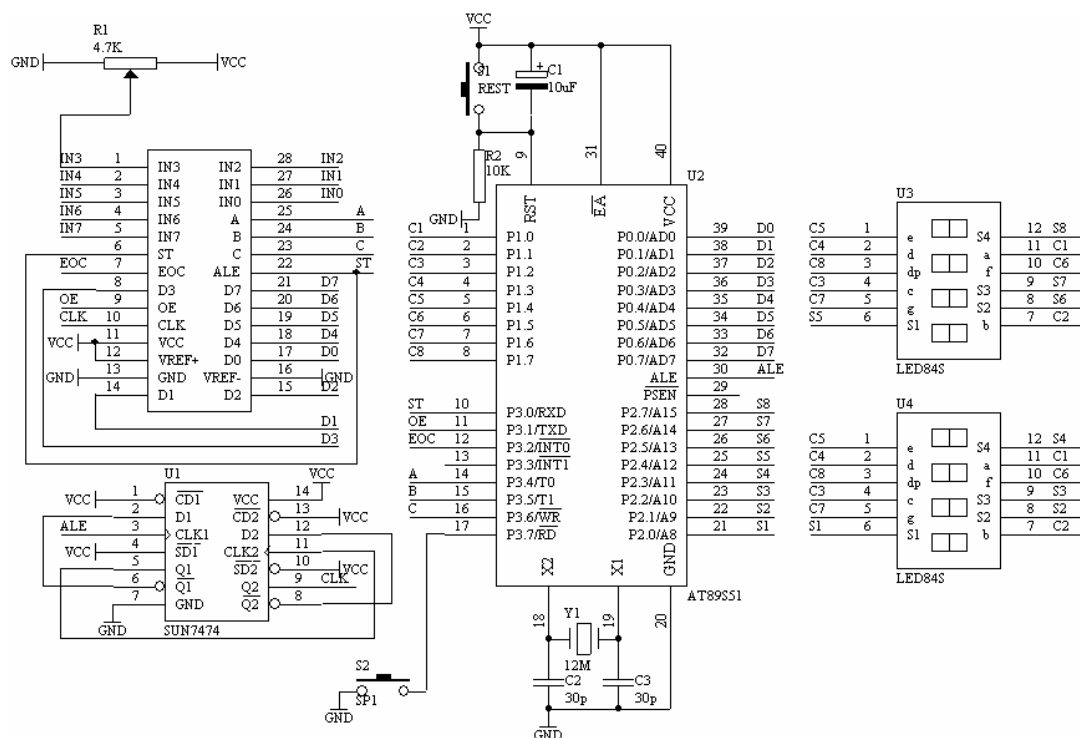 R1
4.7K
GND
VCC
IN3 1 IN3 IN2 28 IN2
IN4 2 IN4 IN1 27 IN1
IN5 3 IN5 IN0 26 IN0
IN6 4 IN6 A 25 A
IN7 5 IN7 B 24 B
6 ST C 23 C
EOC 7 EOC ALE 22 ST
8 D3 D7 21 D7
OE 9 OE D6 20 D6
CLK 10 CLK D5 19 D5
VCC 11 VCC D4 18 D4
12 VREF+ D0 17 D0
GND 13 GND VREF- 16 GND
14 D1 D2 15 D2
D1
D3
U1
VCC 1 CD1 VCC 14 VCC
2 D1 CD2 13 VCC
ALE 3 CLK1 D2 12
VCC 4 SD1 CLK2 11
5 Q1 SD2 10 VCC
6 Q1 Q2 9 CLK
7 GND Q2 8
GND
SUN7474
VCC
S1
REST
+
C1
10uF
R2
10K
GND
9
31
40
U2
RST
EA
VCC
C1 1 P1.0 P0.0/AD0 39 D0
C2 2 P1.1 P0.1/AD1 38 D1
C3 3 P1.2 P0.2/AD2 37 D2
C4 4 P1.3 P0.3/AD3 36 D3
C5 5 P1.4 P0.4/AD4 35 D4
C6 6 P1.5 P0.5/AD5 34 D5
C7 7 P1.6 P0.6/AD6 33 D6
C8 8 P1.7 P0.7/AD7 32 D7
ALE 30 ALE
PSEN 29
ST 10 P3.0/RXD P2.7/A15 28 S8
OE 11 P3.1/TXD P2.6/A14 27 S7
EOC 12 P3.2/INT0 P2.5/A13 26 S6
13 P3.3/INT1 P2.4/A12 25 S5
A 14 P3.4/T0 P2.3/A11 24 S4
B 15 P3.5/T1 P2.2/A10 23 S3
C 16 P3.6/WR P2.1/A9 22 S2
17 P3.7/RD P2.0/A8 21 S1
X2
X1
GND
AT89S51
18
19
20
Y1
12M
C2
30p
C3
30p
GND
S2
SP1
GND
U3
C5 1 e S4 12 S8
C4 2 d a 11 C1
C8 3 dp f 10 C6
C3 4 c S3 9 S7
C7 5 g S2 8 S6
S5 6 S1 b 7 C2
LED84S
U4
C5 1 e S4 12 S4
C4 2 d a 11 C1
C8 3 dp f 10 C6
C3 4 c S3 9 S3
C7 5 g S2 8 S2
S1 6 S1 b 7 C2
LED84S